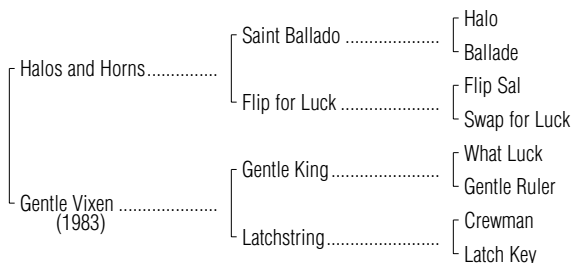 Halo
Saint Ballado
Ballade
Halos and Horns
Flip Sal
Flip for Luck
Swap for Luck
What Luck
Gentle King
Gentle Ruler
Gentle Vixen
(1983)
Crewman
Latchstring
Latch Key